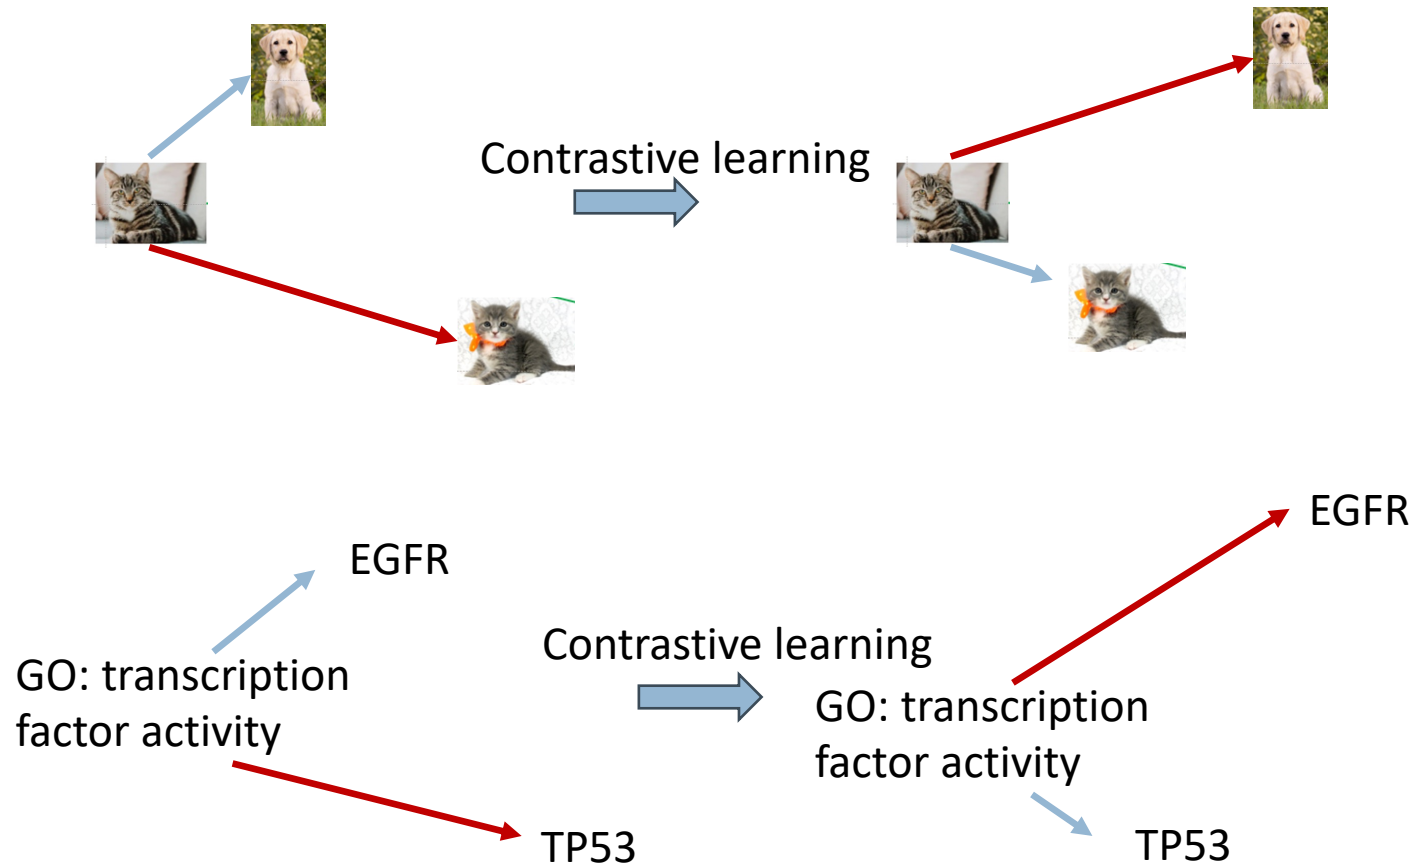 Contrastive learning
EGFR
EGFR
Contrastive learning
GO: transcription
factor activity
GO: transcription
factor activity
TP53
TP53